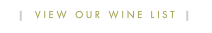 | VIEW OUR WINE LIST |